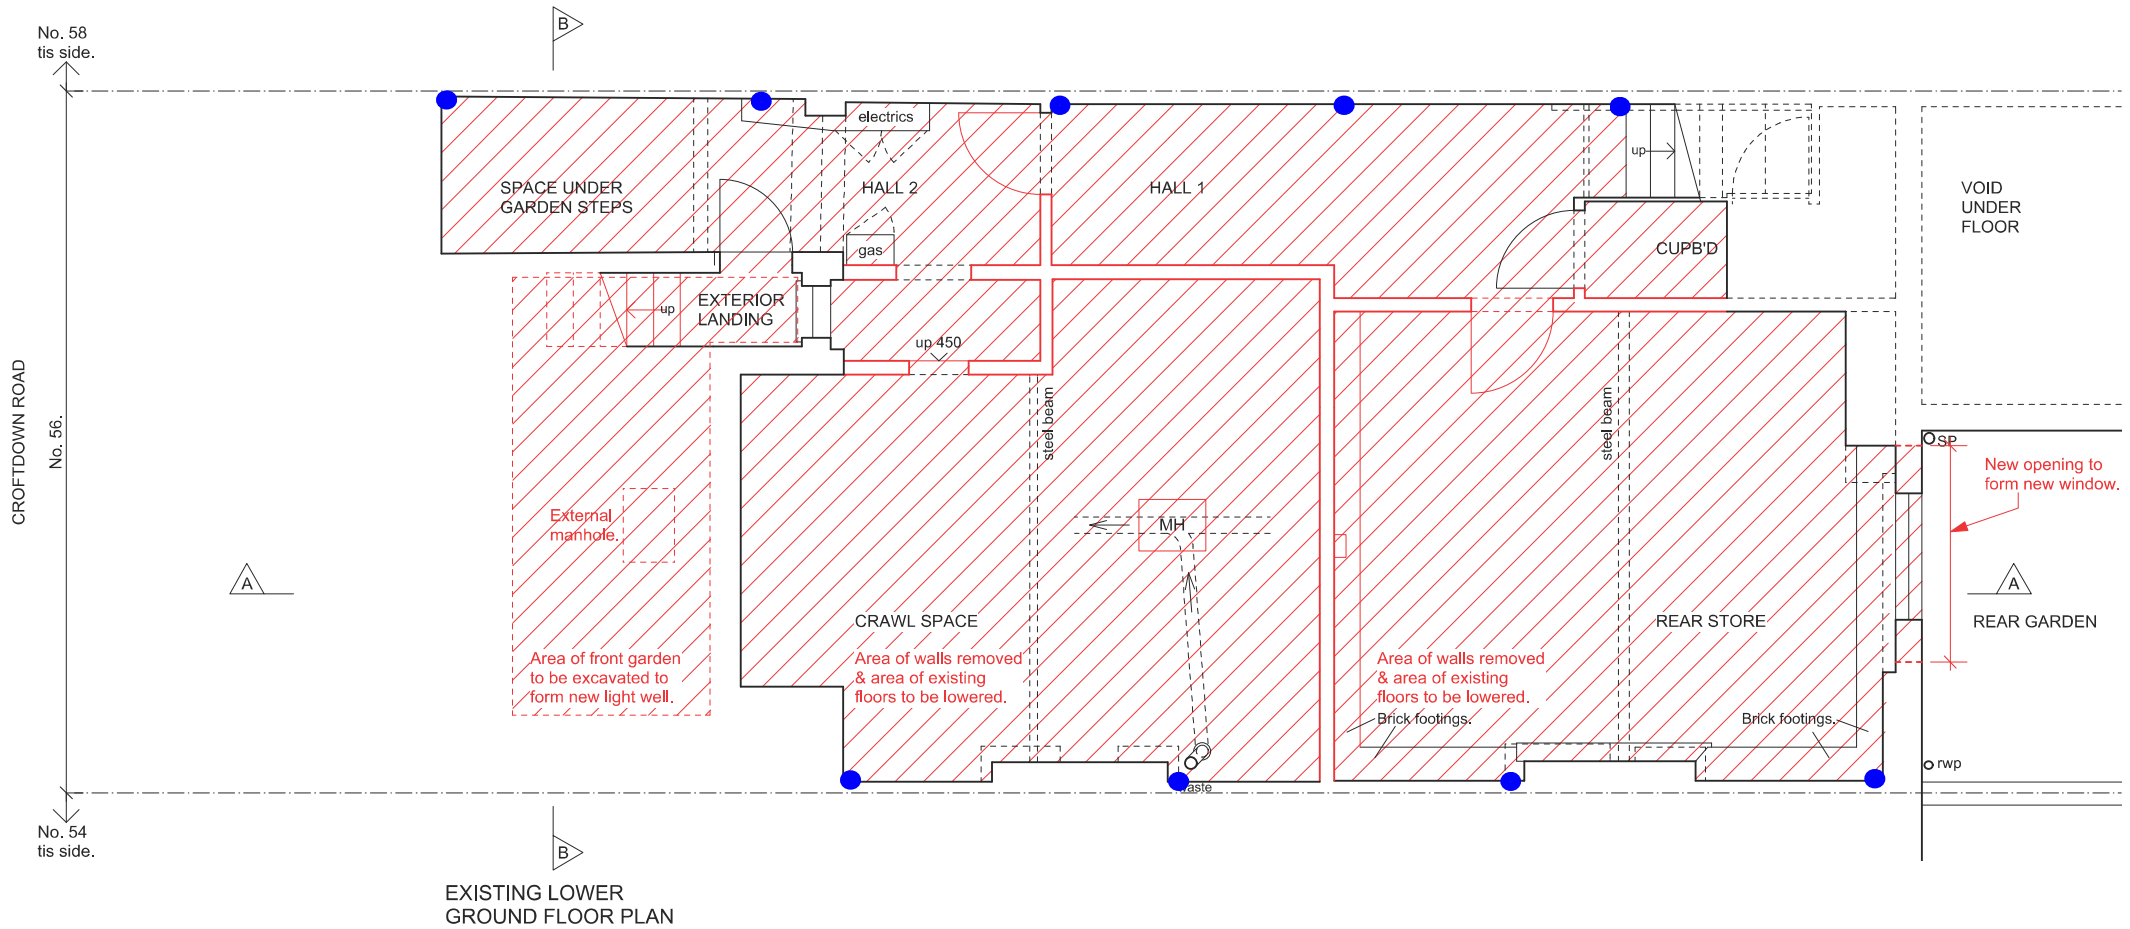 No. 58
tis side.
B
electrics
SPACE UNDER
GARDEN STEPS
HALL 2
HALL 1
up
VOID
UNDER
FLOOR
gas
CUPB'D
EXTERIOR
LANDING
up
up 450
CROFTDOWN ROAD
No. 56.
steel beam
steel beam
SP
New opening to
form new window.
External
manhole.
MH
A
A
CRAWL SPACE
REAR STORE
REAR GARDEN
Area of front garden
to be excavated to
form new light well.
Area of walls removed
& area of existing
floors to be lowered.
Area of walls removed
& area of existing
floors to be lowered.
Brick footings.
Brick footings.
rwp
No. 54
tis side.
B
EXISTING LOWER
GROUND FLOOR PLAN